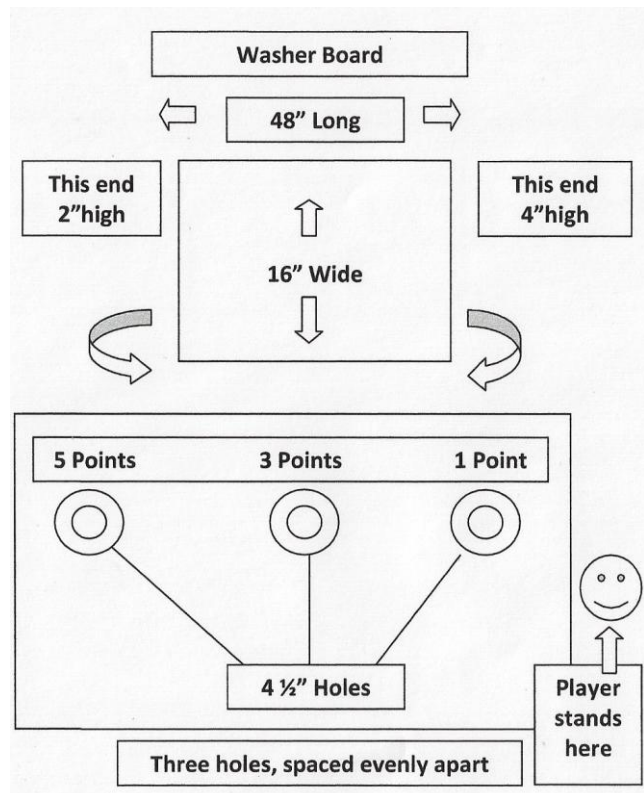 Washer Board
48” Long
This end
2”high
This end
4”high
16” Wide
5 Points 3 Points 1 Point
4 ½” Holes
Player
stands
here
Three holes, spaced evenly apart